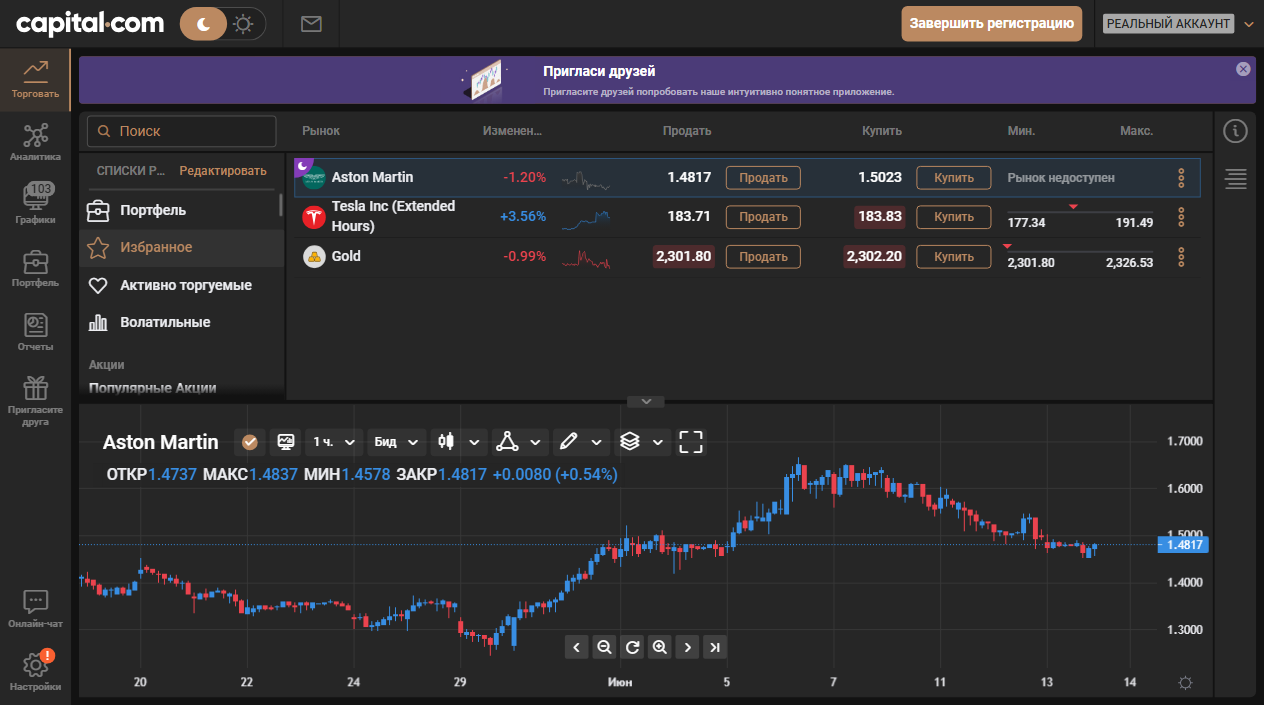 capital.com
Завершить регистрацию
РЕАЛЬНЫЙ АККАУНТ
Торговать
Аналитика
103
Графики
Портфель
Отчеты
Пригласите
друга
Онлайн-чат
!
Настройки
Пригласи друзей
Пригласите друзей попробовать наше интуитивно понятное приложение.
Поиск
СПИСКИ Р... Редактировать
Портфель
Избранное
Активно торгуемые
Волатильные
Акции
Популярные Акции
Рынок Изменен... Продать Купить Мин. Макс.
Aston Martin -1.20% 1.4817 Продать 1.5023 Купить Рынок недоступен
Tesla Inc (Extended
Hours) +3.56% 183.71 Продать 183.83 Купить 177.34 191.49
Gold -0.99% 2,301.80 Продать 2,302.20 Купить 2,301.80 2,326.53
Aston Martin 1 ч. Бид
ОТКР1.4737 МАКС1.4837 МИН1.4578 ЗАКР1.4817 +0.0080 (+0.54%)
1.7000
1.6000
1.5000
1.4817
1.4000
1.3000
20 22 24 29 Июн 5 7 11 13 14